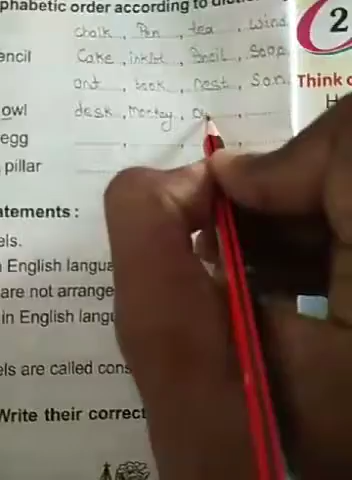 phabetic order according to
chalk, Pen, tea, wind
encil Cake, inkpot, Pencil, Soap
ant, book, nest, Son
owl desk, monkey, ow
egg
pillar
2
Think
atements :
els.
English langua
are not arrange
in English langu
els are called cons
Write their correct